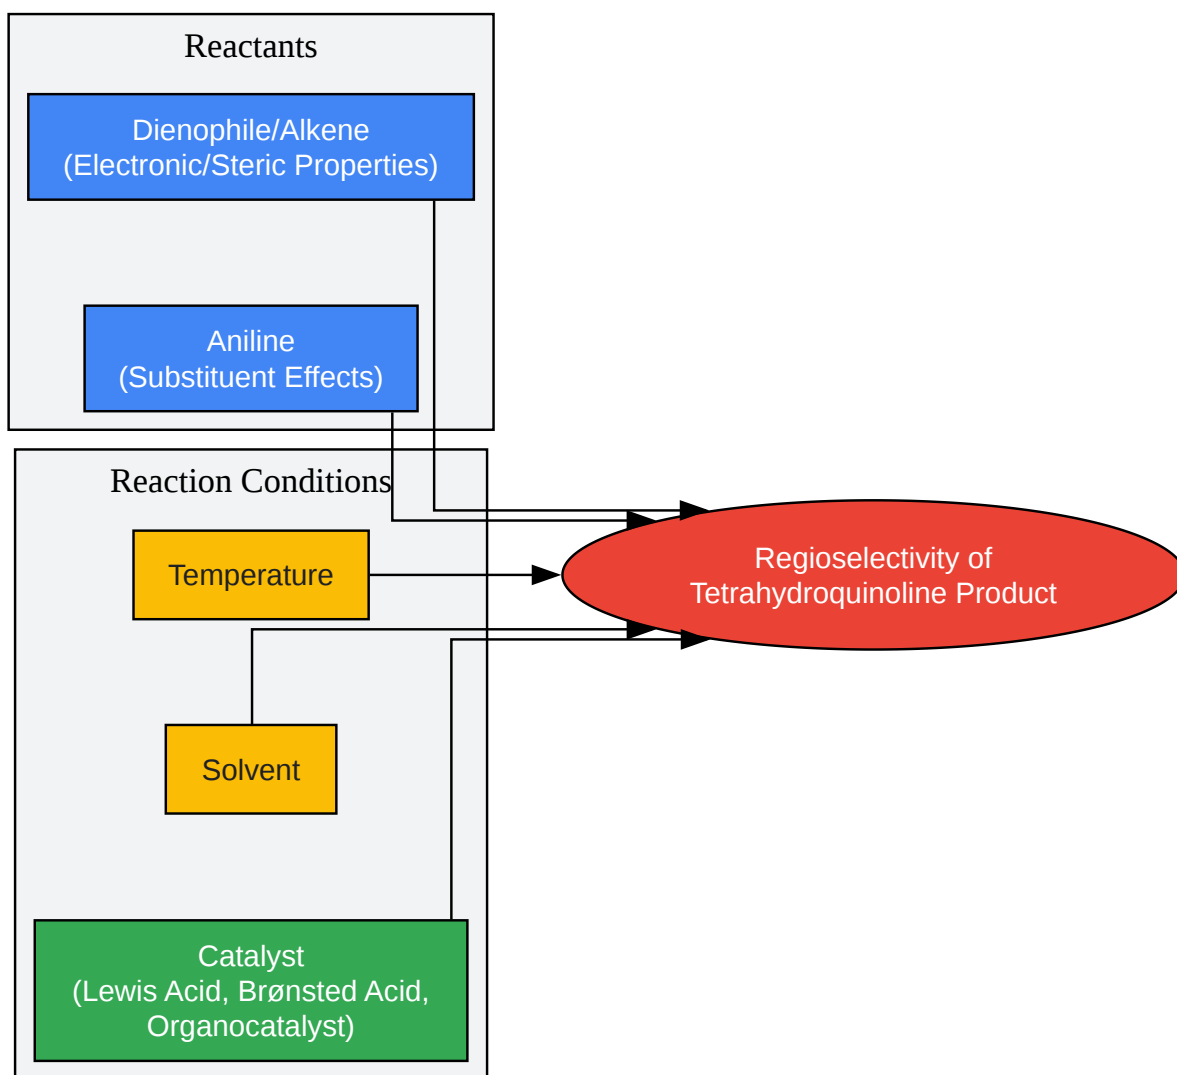 Reactants
Dienophile/Alkene
(Electronic/Steric Properties)
Aniline
(Substituent Effects)
Reaction Conditions
Temperature
Solvent
Catalyst
(Lewis Acid, Brønsted Acid,
Organocatalyst)
Regioselectivity of
Tetrahydroquinoline Product